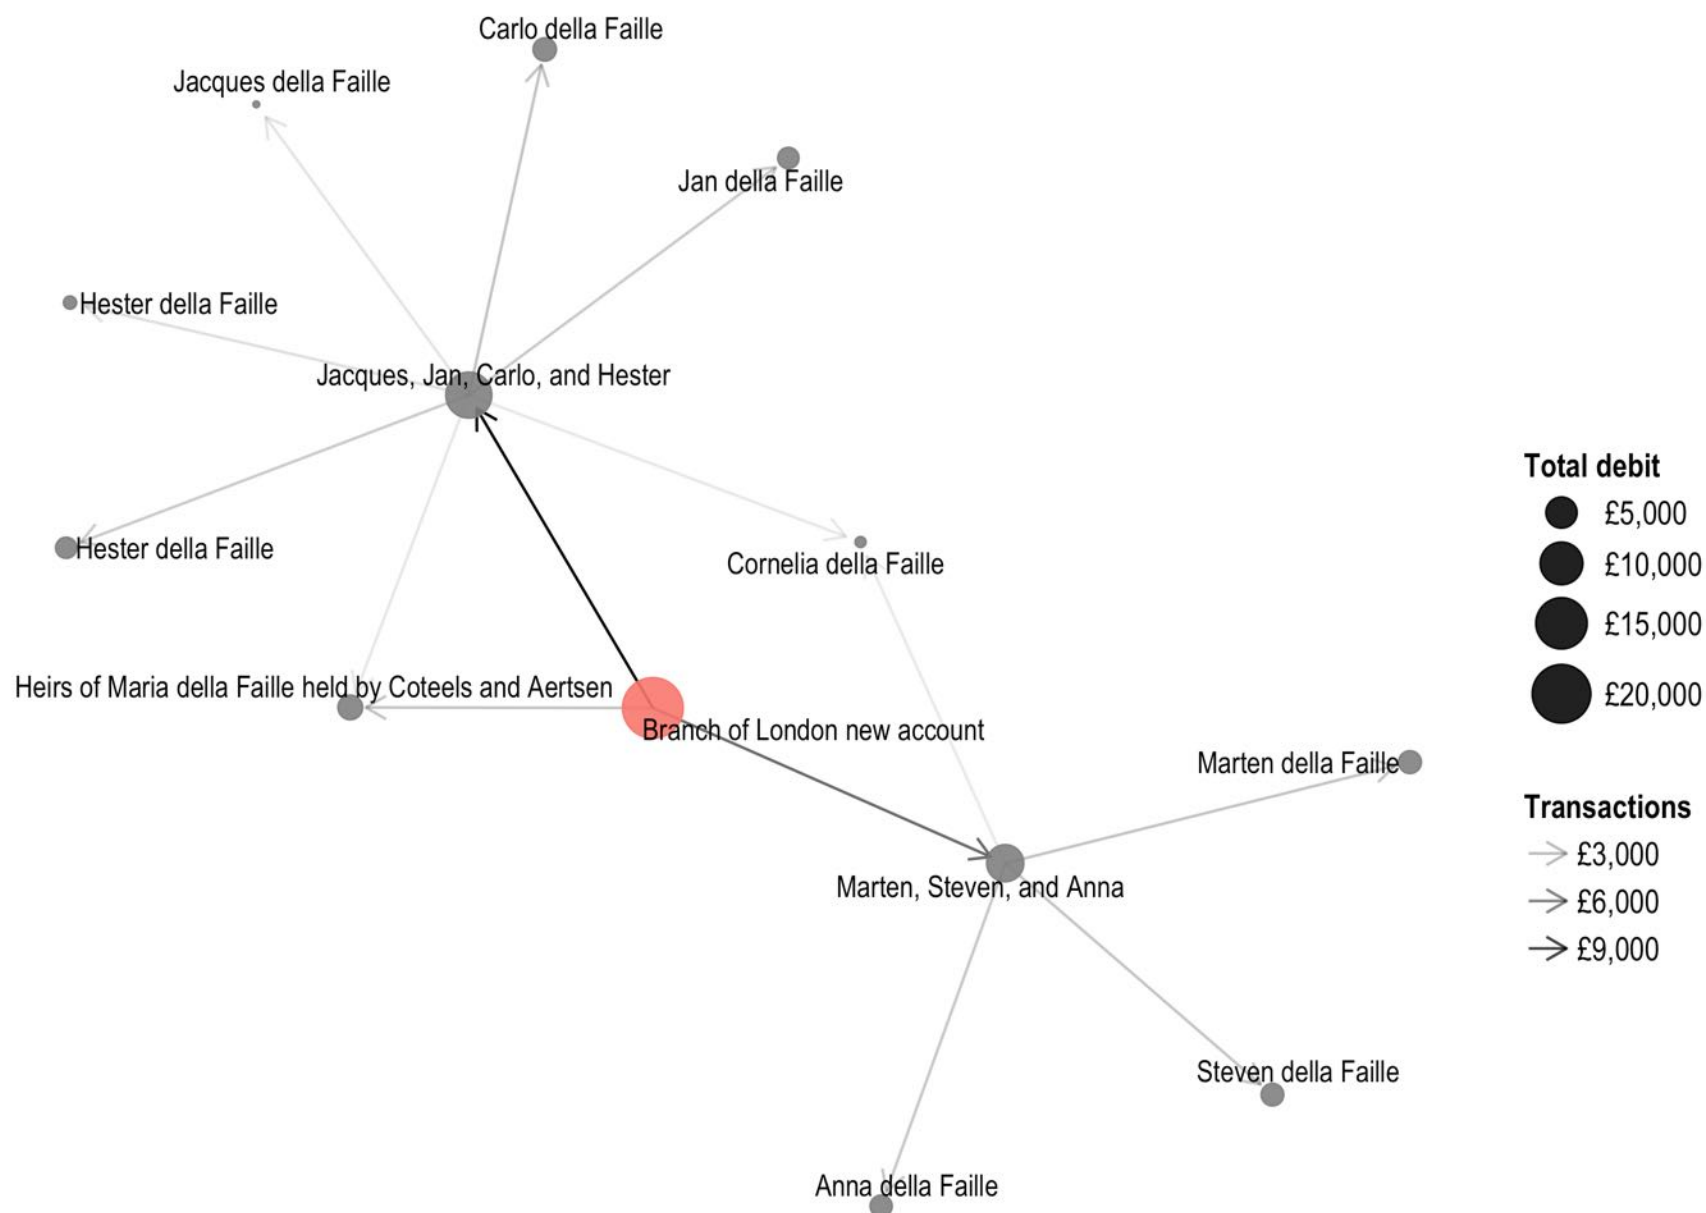 Carlo della Faille
Jacques della Faille
Jan della Faille
Hester della Faille
Jacques, Jan, Carlo, and Hester
Hester della Faille
Cornelia della Faille
Heirs of Maria della Faille held by Coteels and Aertsen
Branch of London new account
Marten della Faille
Marten, Steven, and Anna
Steven della Faille
Anna della Faille
Total debit
£5,000
£10,000
£15,000
£20,000
Transactions
£3,000
£6,000
£9,000